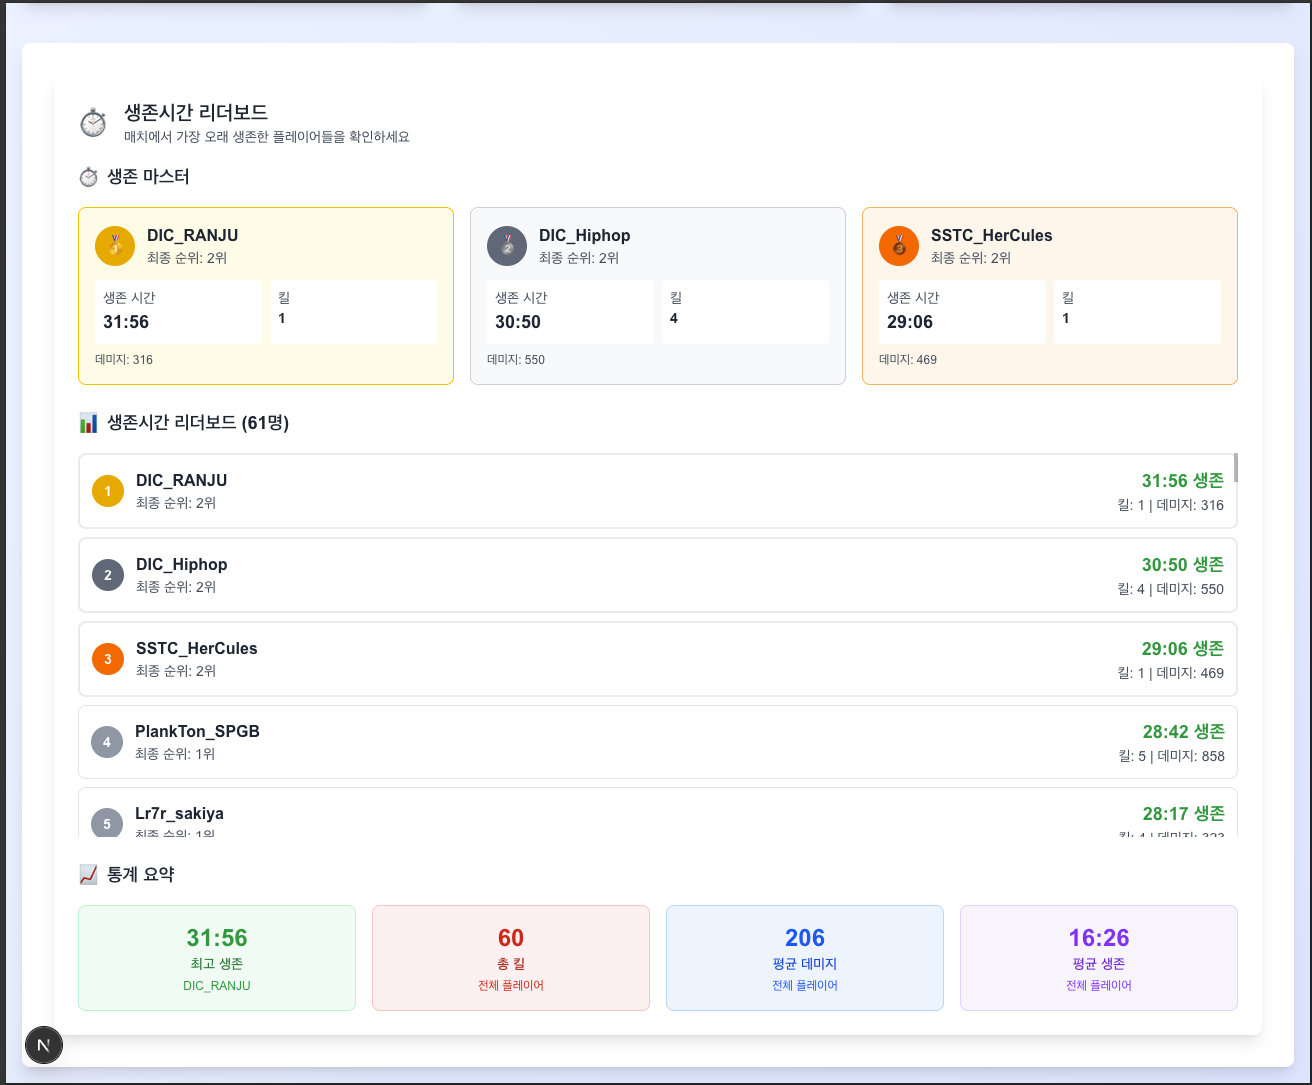 생존시간 리더보드
매치에서 가장 오래 생존한 플레이어들을 확인하세요
생존 마스터
1
DIC_RANJU
최종 순위: 2위
생존 시간
31:56
킬
1
데미지: 316
2
DIC_Hiphop
최종 순위: 2위
생존 시간
30:50
킬
4
데미지: 550
3
SSTC_HerCules
최종 순위: 2위
생존 시간
29:06
킬
1
데미지: 469
생존시간 리더보드 (61명)
1
DIC_RANJU
최종 순위: 2위
31:56 생존
킬: 1 | 데미지: 316
2
DIC_Hiphop
최종 순위: 2위
30:50 생존
킬: 4 | 데미지: 550
3
SSTC_HerCules
최종 순위: 2위
29:06 생존
킬: 1 | 데미지: 469
4
PlankTon_SPGB
최종 순위: 1위
28:42 생존
킬: 5 | 데미지: 858
5
Lr7r_sakiya
최종 순위: 1위
28:17 생존
킬: 4 | 데미지: 323
통계 요약
31:56
최고 생존
DIC_RANJU
60
총 킬
전체 플레이어
206
평균 데미지
전체 플레이어
16:26
평균 생존
전체 플레이어
N